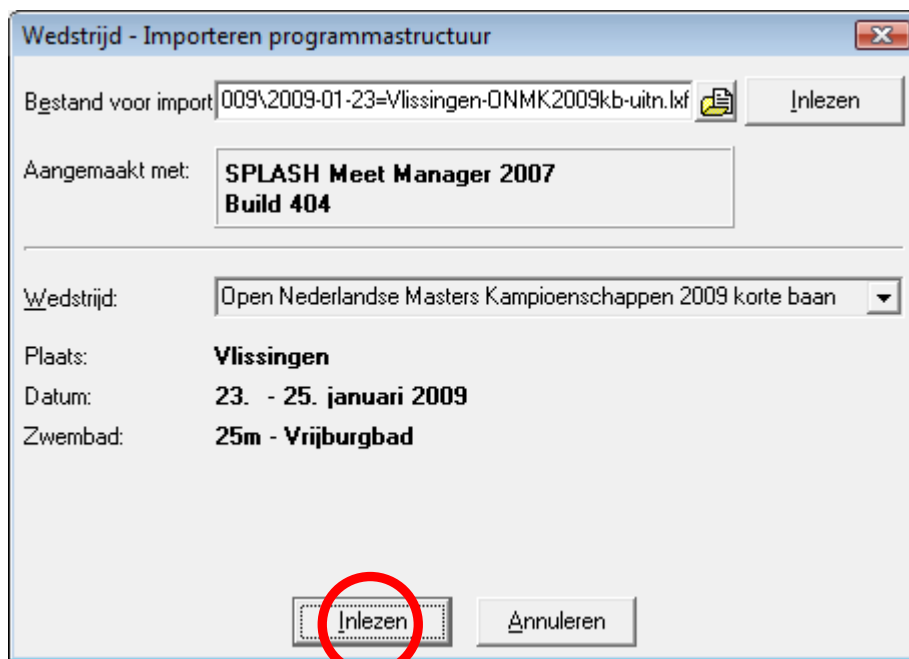 Wedstrijd - Importeren programmastructuur
Bestand voor import 009\2009-01-23=Vlissingen-ONMK2009kb-uitn.lxf Inlezen
Aangemaakt met: SPLASH Meet Manager 2007
Build 404
Wedstrijd: Open Nederlandse Masters Kampioenschappen 2009 korte baan
Plaats: Vlissingen
Datum: 23. - 25. januari 2009
Zwembad: 25m - Vrijburgbad
Inlezen Annuleren